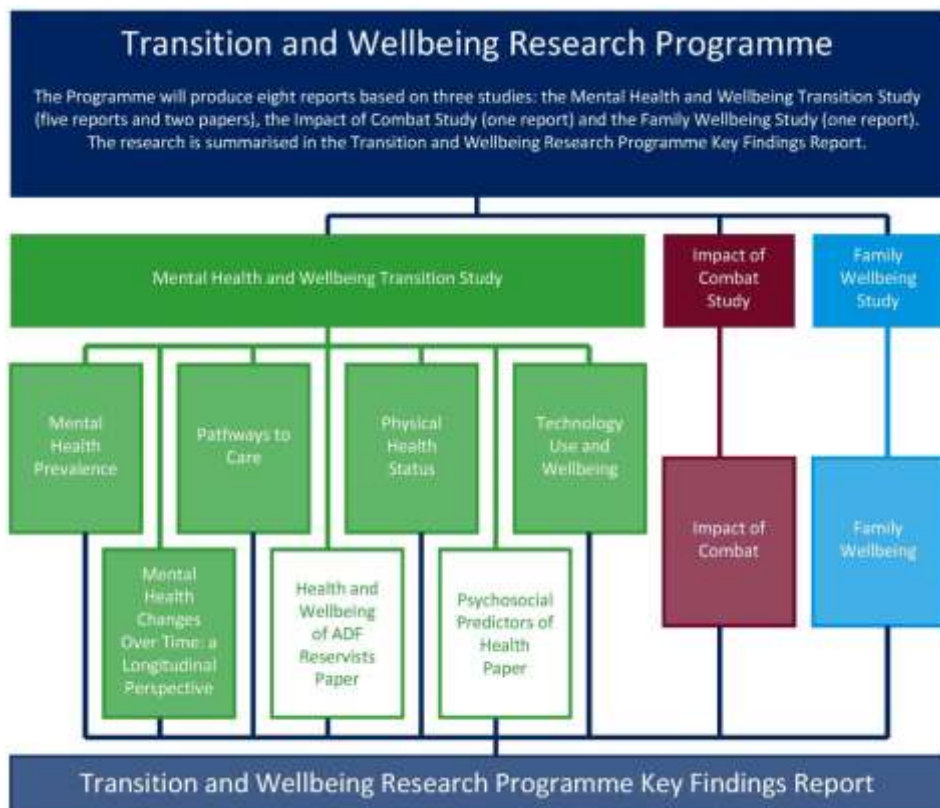 Transition and Wellbeing Research Programme
The Programme will produce eight reports based on three studies: the Mental Health and Wellbeing Transition Study
(five reports and two papers), the Impact of Combat Study (one report) and the Family Wellbeing Study (one report).
The research is summarised in the Transition and Wellbeing Research Programme Key Findings Report.
Mental Health and Wellbeing Transition Study
Impact of
Combat
Study
Family
Wellbeing
Study
Mental
Health
Prevalence
Pathways to
Care
Physical
Health
Status
Technology
Use and
Wellbeing
Impact of
Combat
Family
Wellbeing
Mental
Health
Changes
Over Time: a
Longitudinal
Perspective
Health and
Wellbeing
of ADF
Reservists
Paper
Psychosocial
Predictors of
Health
Paper
Transition and Wellbeing Research Programme Key Findings Report